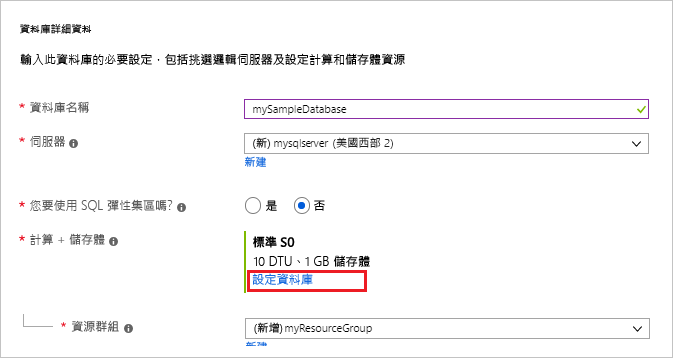 資料庫詳細資料
輸入此資料庫的必要設定，包括挑選邏輯伺服器及設定計算和儲存體資源
* 資料庫名稱
mySampleDatabase
* 伺服器
(新) mysqlserver (美國西部 2)
新建
* 您要使用 SQL 彈性集區嗎?
是 否
* 計算 + 儲存體
標準 S0
10 DTU、1 GB 儲存體
設定資料庫
* 資源群組
(新增) myResourceGroup
新建